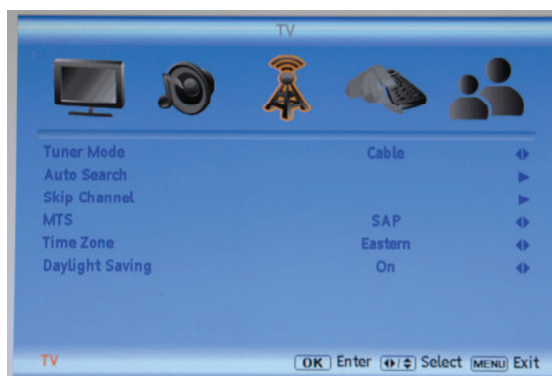 TV
Tuner Mode Cable
Auto Search
Skip Channel
MTS SAP
Time Zone Eastern
Daylight Saving On
TV OK Enter Select MENU Exit